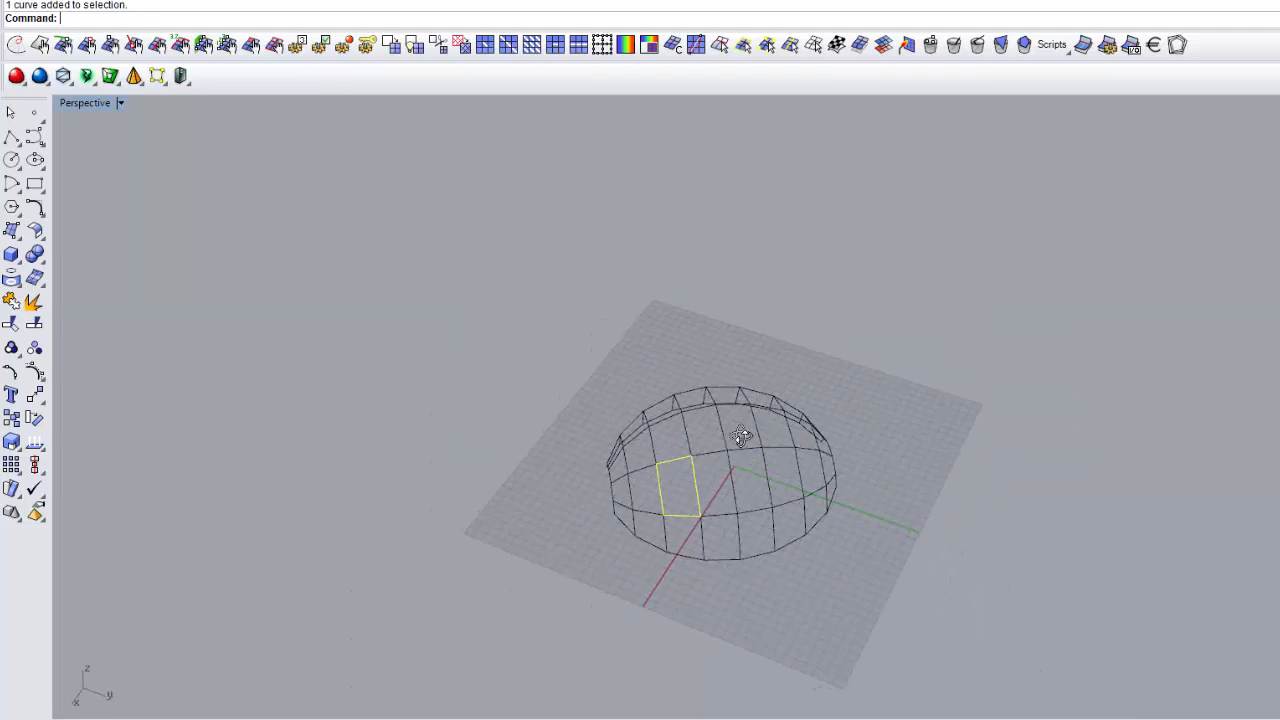 1 curve added to selection.
Command:
Scripts
Perspective
z
y
x